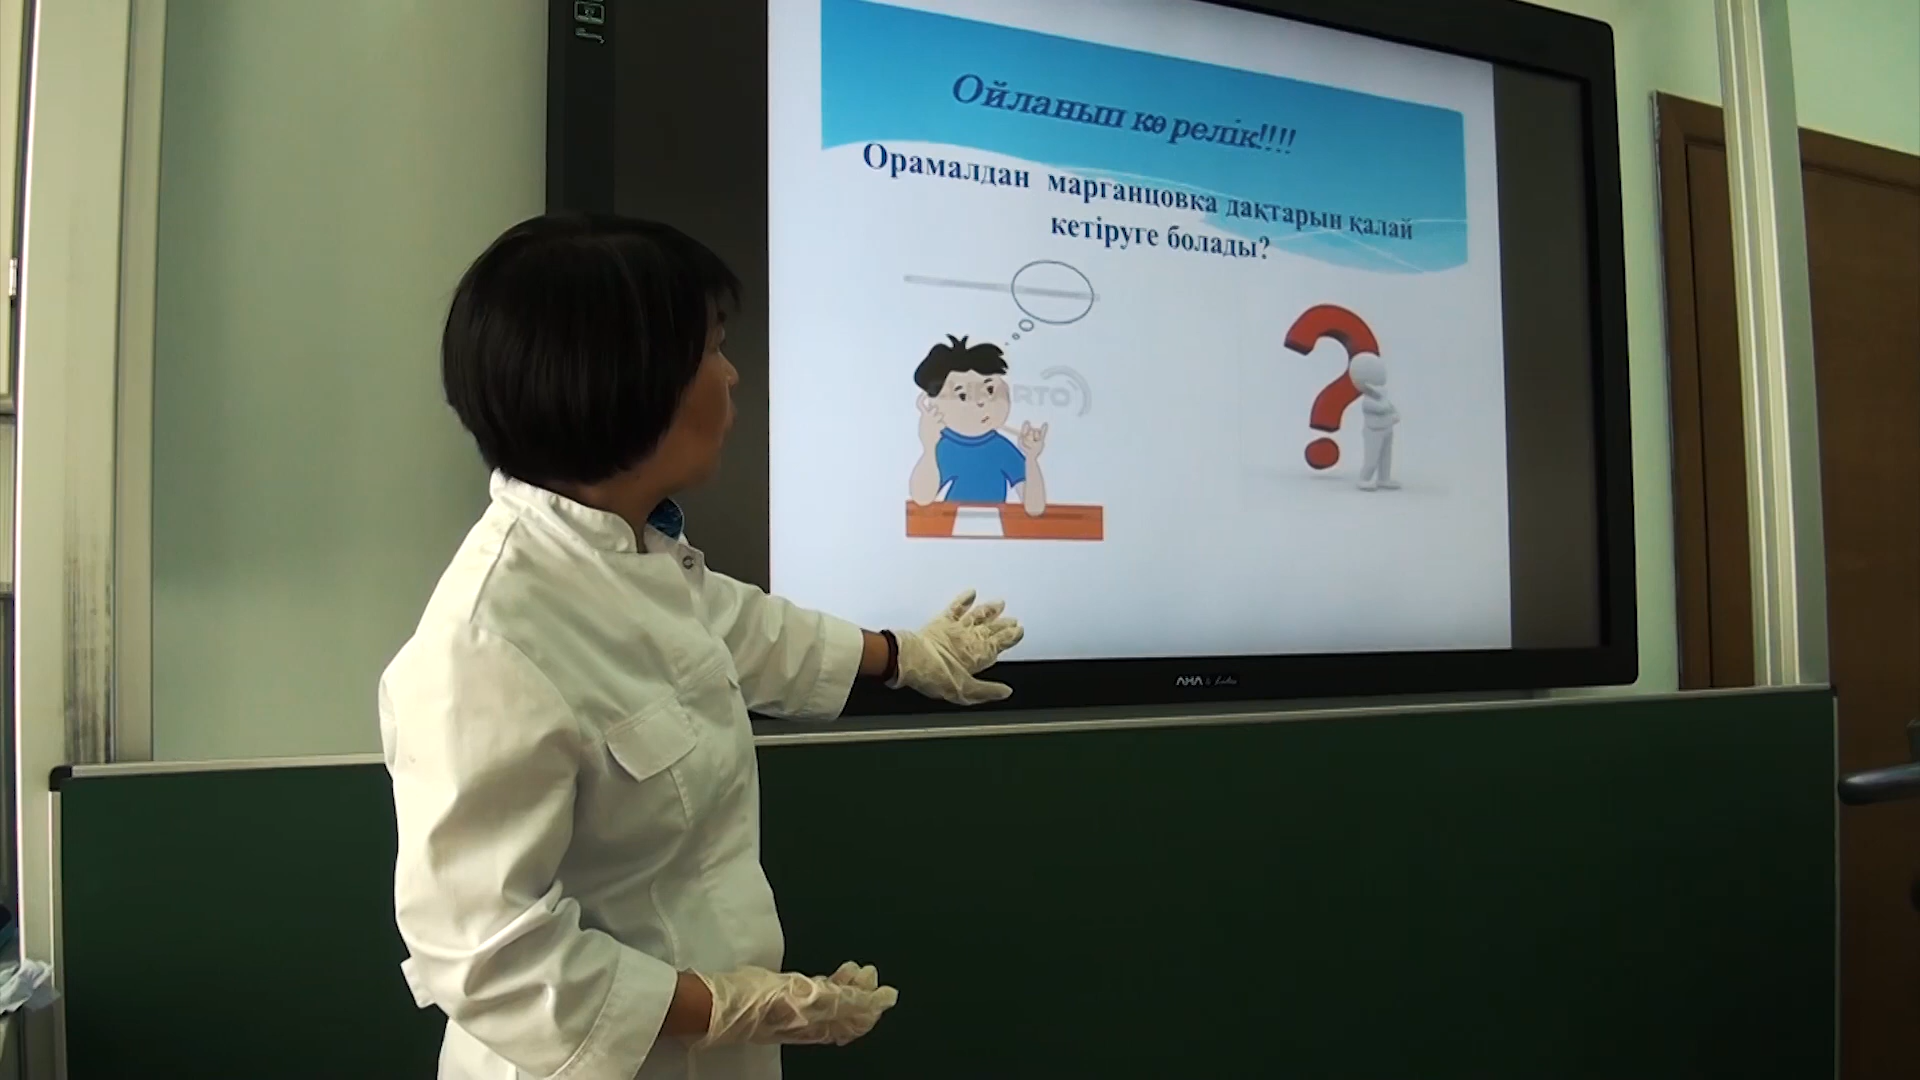 Ойланып көрелік!!!!
Орамалдан марганцовка дақтарын қалай
кетіруге болады?